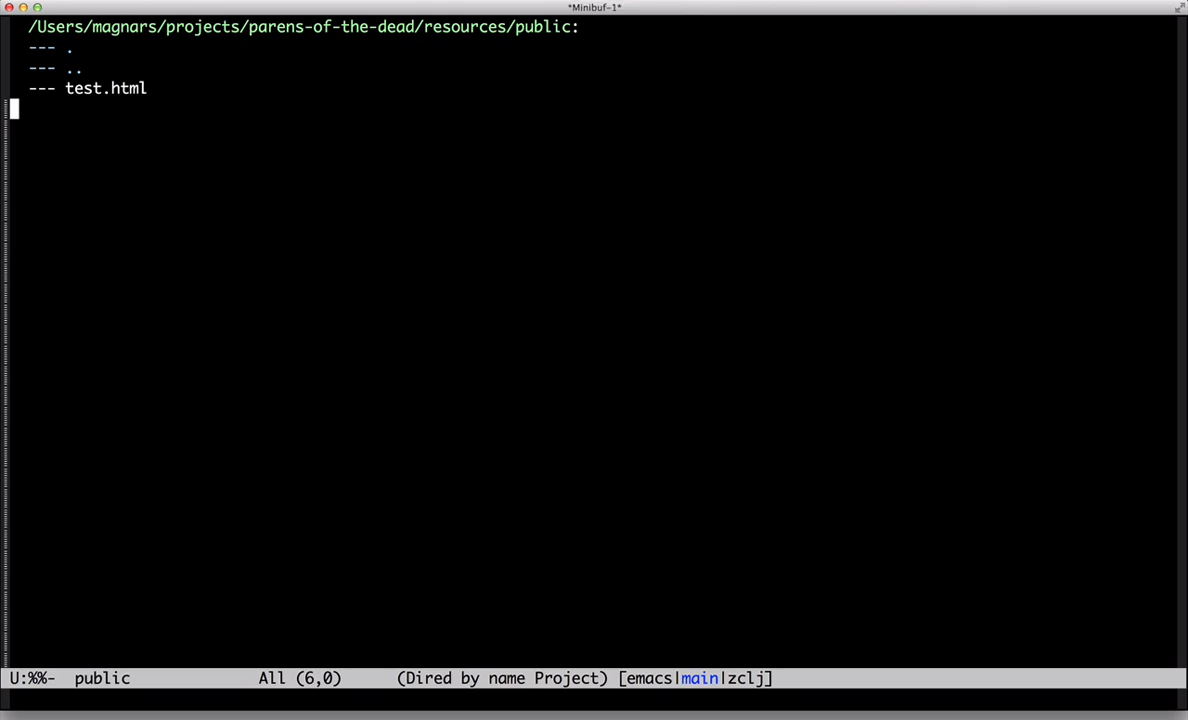 *Minibuf-1*
/Users/magnars/projects/parens-of-the-dead/resources/public:
--- .
--- ..
--- test.html
U:%%-  public              All (6,0)      (Dired by name Project) [emacs|main|zclj]